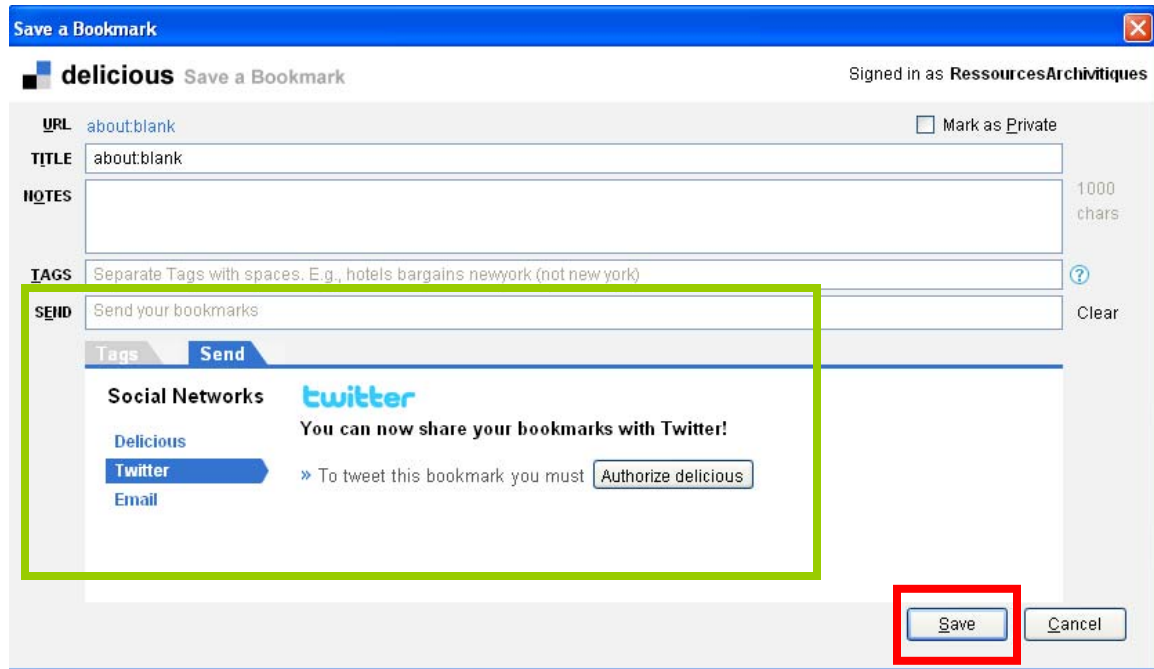 Save a Bookmark
delicious Save a Bookmark
Signed in as RessourcesArchivitiques
URL about:blank
Mark as Private
TITLE about:blank
NOTES
1000
chars
TAGS Separate Tags with spaces. E.g., hotels bargains newyork (not new york)
?
SEND Send your bookmarks
Clear
Tags Send
Social Networks
Delicious
Twitter
Email
twitter
You can now share your bookmarks with Twitter!
» To tweet this bookmark you must Authorize delicious
Save Cancel